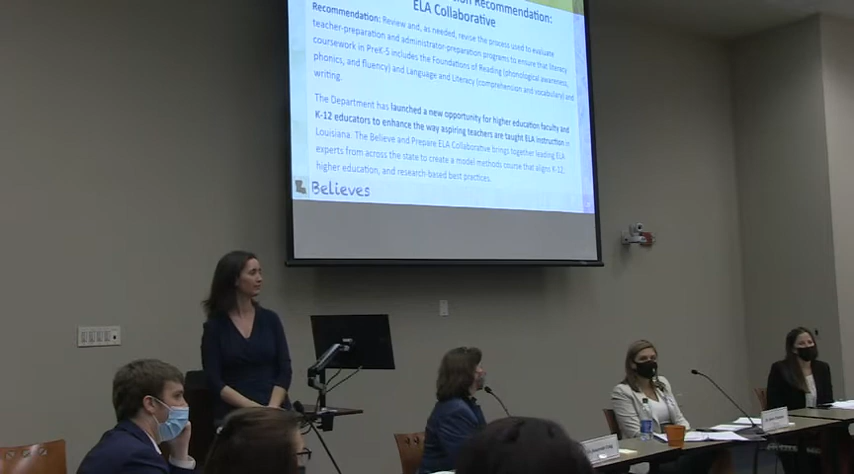 Recommendation:
ELA Collaborative
Recommendation: Review and, as needed, revise the process used to evaluate
teacher-preparation and administrator-preparation programs to ensure that literacy
coursework in PreK-5 includes the Foundations of Reading (phonological awareness,
phonics, and fluency) and Language and Literacy (comprehension and vocabulary) and
writing.
The Department has launched a new opportunity for higher education faculty and
K-12 educators to enhance the way aspiring teachers are taught ELA instruction in
Louisiana. The Believe and Prepare ELA Collaborative brings together leading ELA
experts from across the state to create a model methods course that aligns K-12,
higher education, and research-based best practices.
Believes